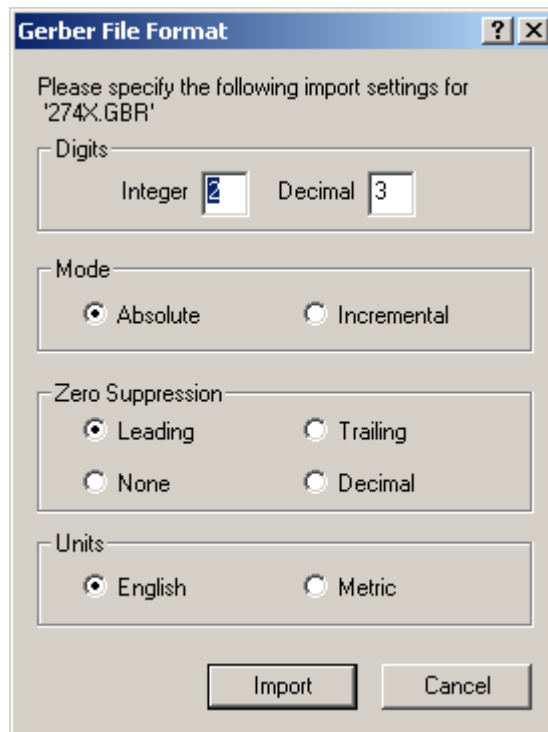 Gerber File Format
Please specify the following import settings for
'274X.GBR'
Digits
Integer 2 Decimal 3
Mode
Absolute Incremental
Zero Suppression
Leading Trailing
None Decimal
Units
English Metric
Import Cancel